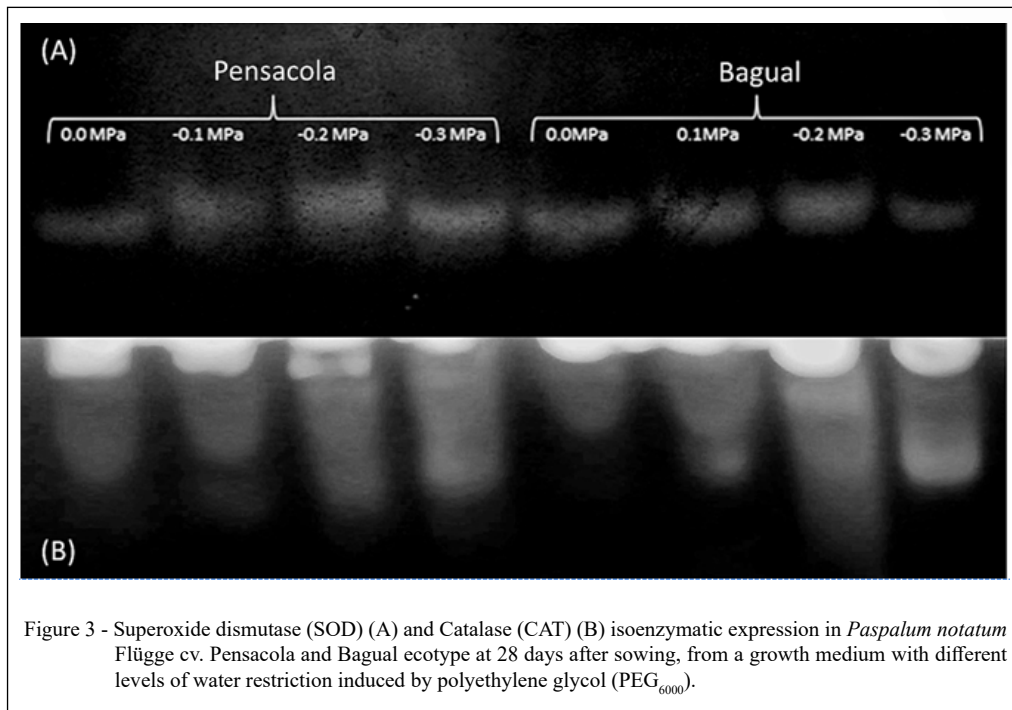 (A)
Pensacola Bagual
0.0 MPa -0.1 MPa -0.2 MPa -0.3 MPa 0.0MPa 0.1MPa -0.2 MPa -0.3 MPa
(B)
Figure 3 - Superoxide dismutase (SOD) (A) and Catalase (CAT) (B) isoenzymatic expression in Paspalum notatum
Flügge cv. Pensacola and Bagual ecotype at 28 days after sowing, from a growth medium with different
levels of water restriction induced by polyethylene glycol (PEG6000).